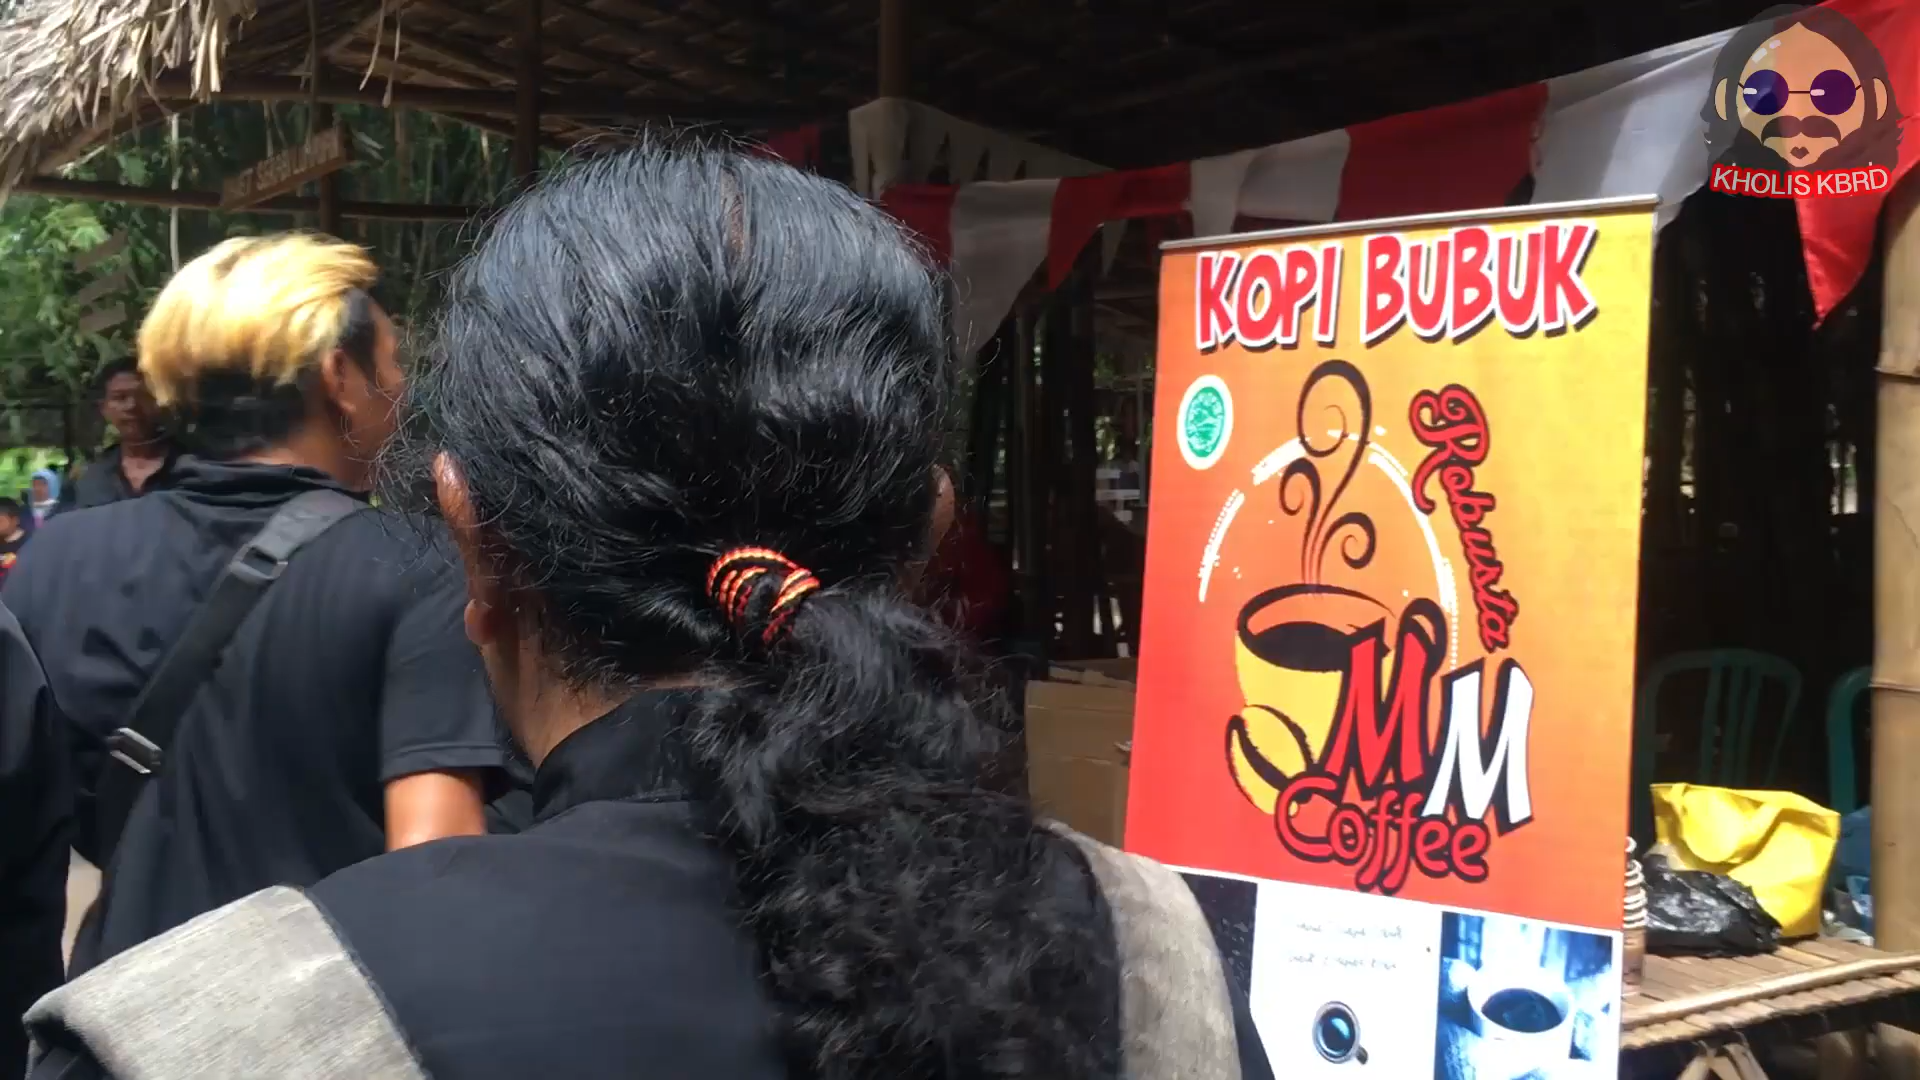 KHOLIS KBRD
KOPI BUBUK
Robusta
MM
Coffee